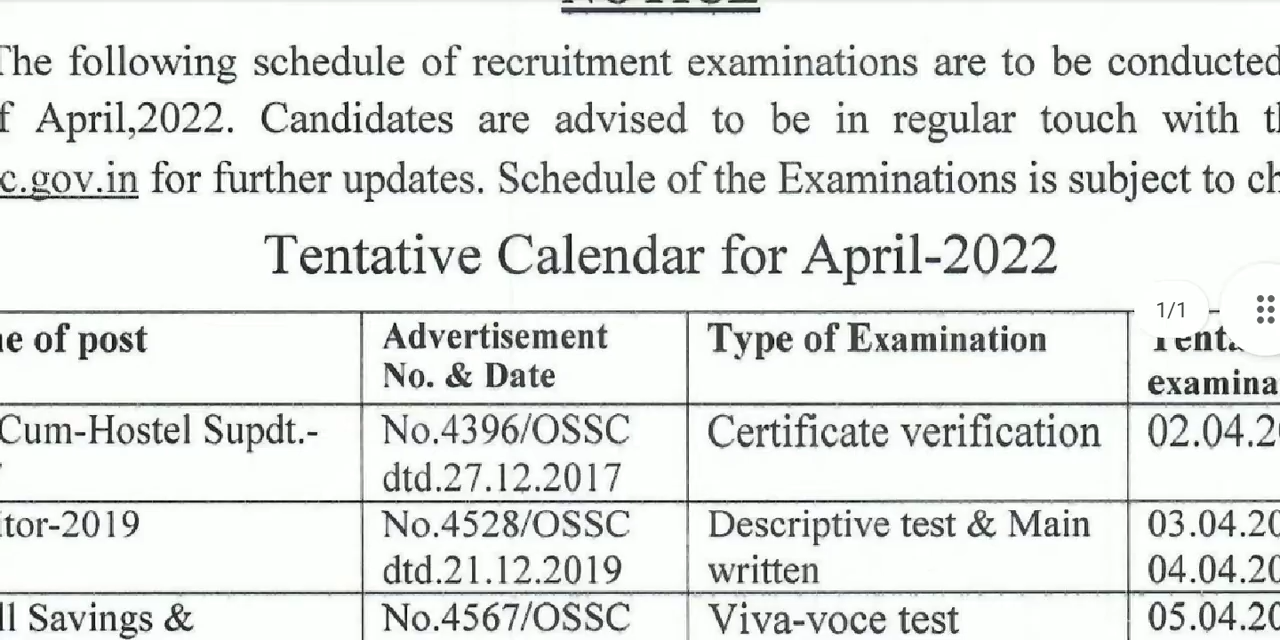 The following schedule of recruitment examinations are to be conducted
f April,2022. Candidates are advised to be in regular touch with th
c.gov.in for further updates. Schedule of the Examinations is subject to ch
Tentative Calendar for April-2022
1/1
e of post
Advertisement
No. & Date
Type of Examination
examina
Cum-Hostel Supdt.-
No.4396/OSSC
dtd.27.12.2017
Certificate verification
02.04.20
itor-2019
No.4528/OSSC
dtd.21.12.2019
Descriptive test & Main
written
03.04.20
04.04.20
ll Savings &
No.4567/OSSC
Viva-voce test
05.04.20